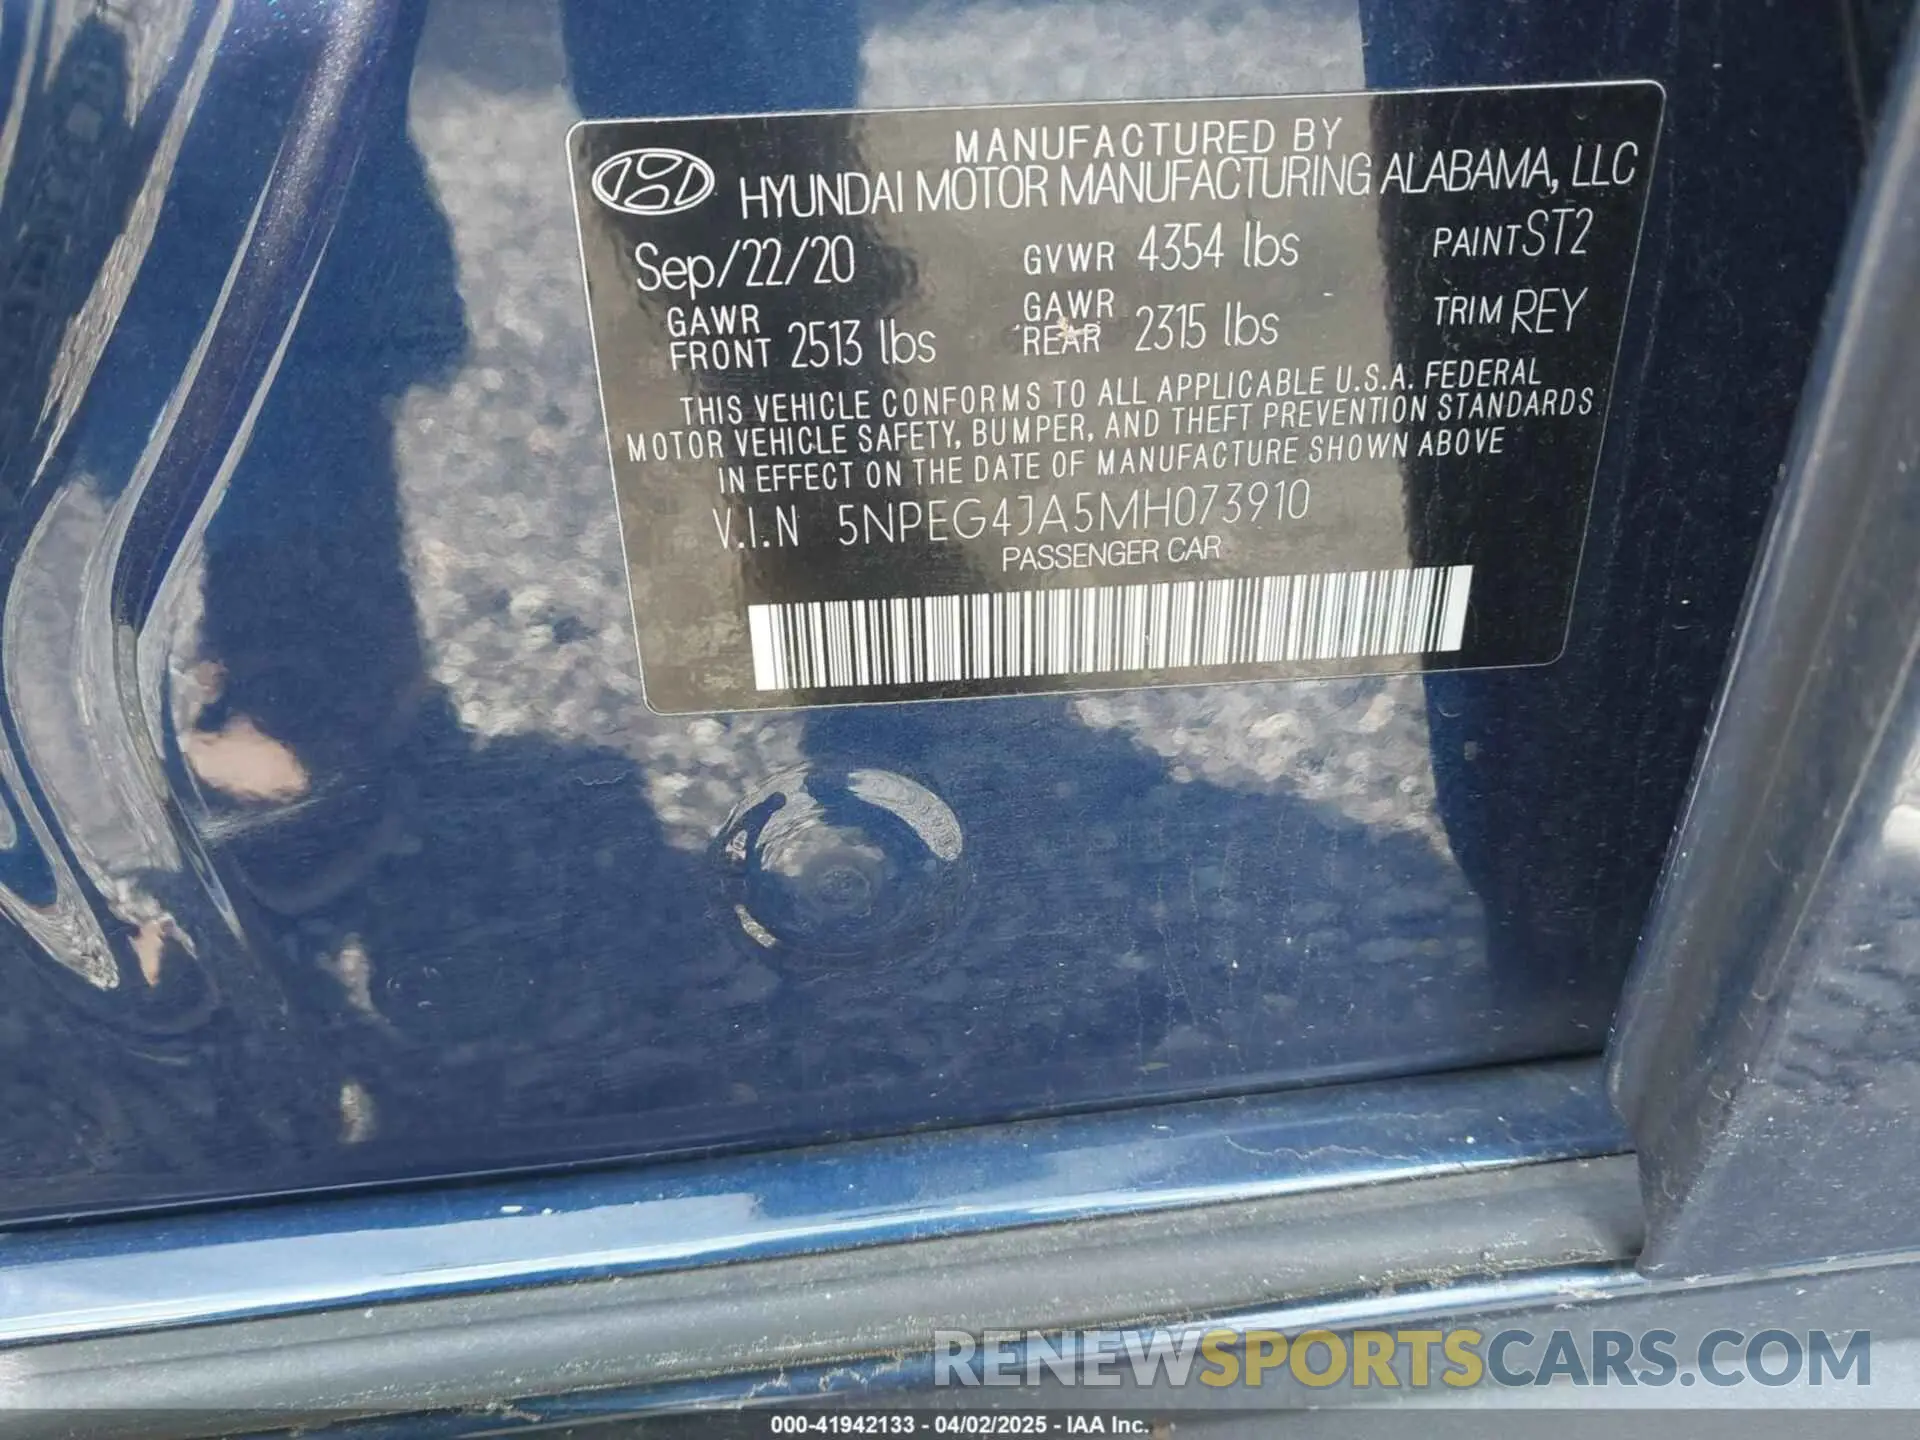 MANUFACTURED BY
HYUNDAI MOTOR MANUFACTURING ALABAMA, LLC
Sep/22/20 GVWR 4354 lbs PAINT ST2
GAWR FRONT 2513 lbs GAWR REAR 2315 lbs TRIM REY
THIS VEHICLE CONFORMS TO ALL APPLICABLE U.S.A. FEDERAL
MOTOR VEHICLE SAFETY, BUMPER, AND THEFT PREVENTION STANDARDS
IN EFFECT ON THE DATE OF MANUFACTURE SHOWN ABOVE
V.I.N 5NPEG4JA5MH073910
PASSENGER CAR
RENEWSPORTSCARS.COM
000-41942133 - 04/02/2025 - IAA Inc.